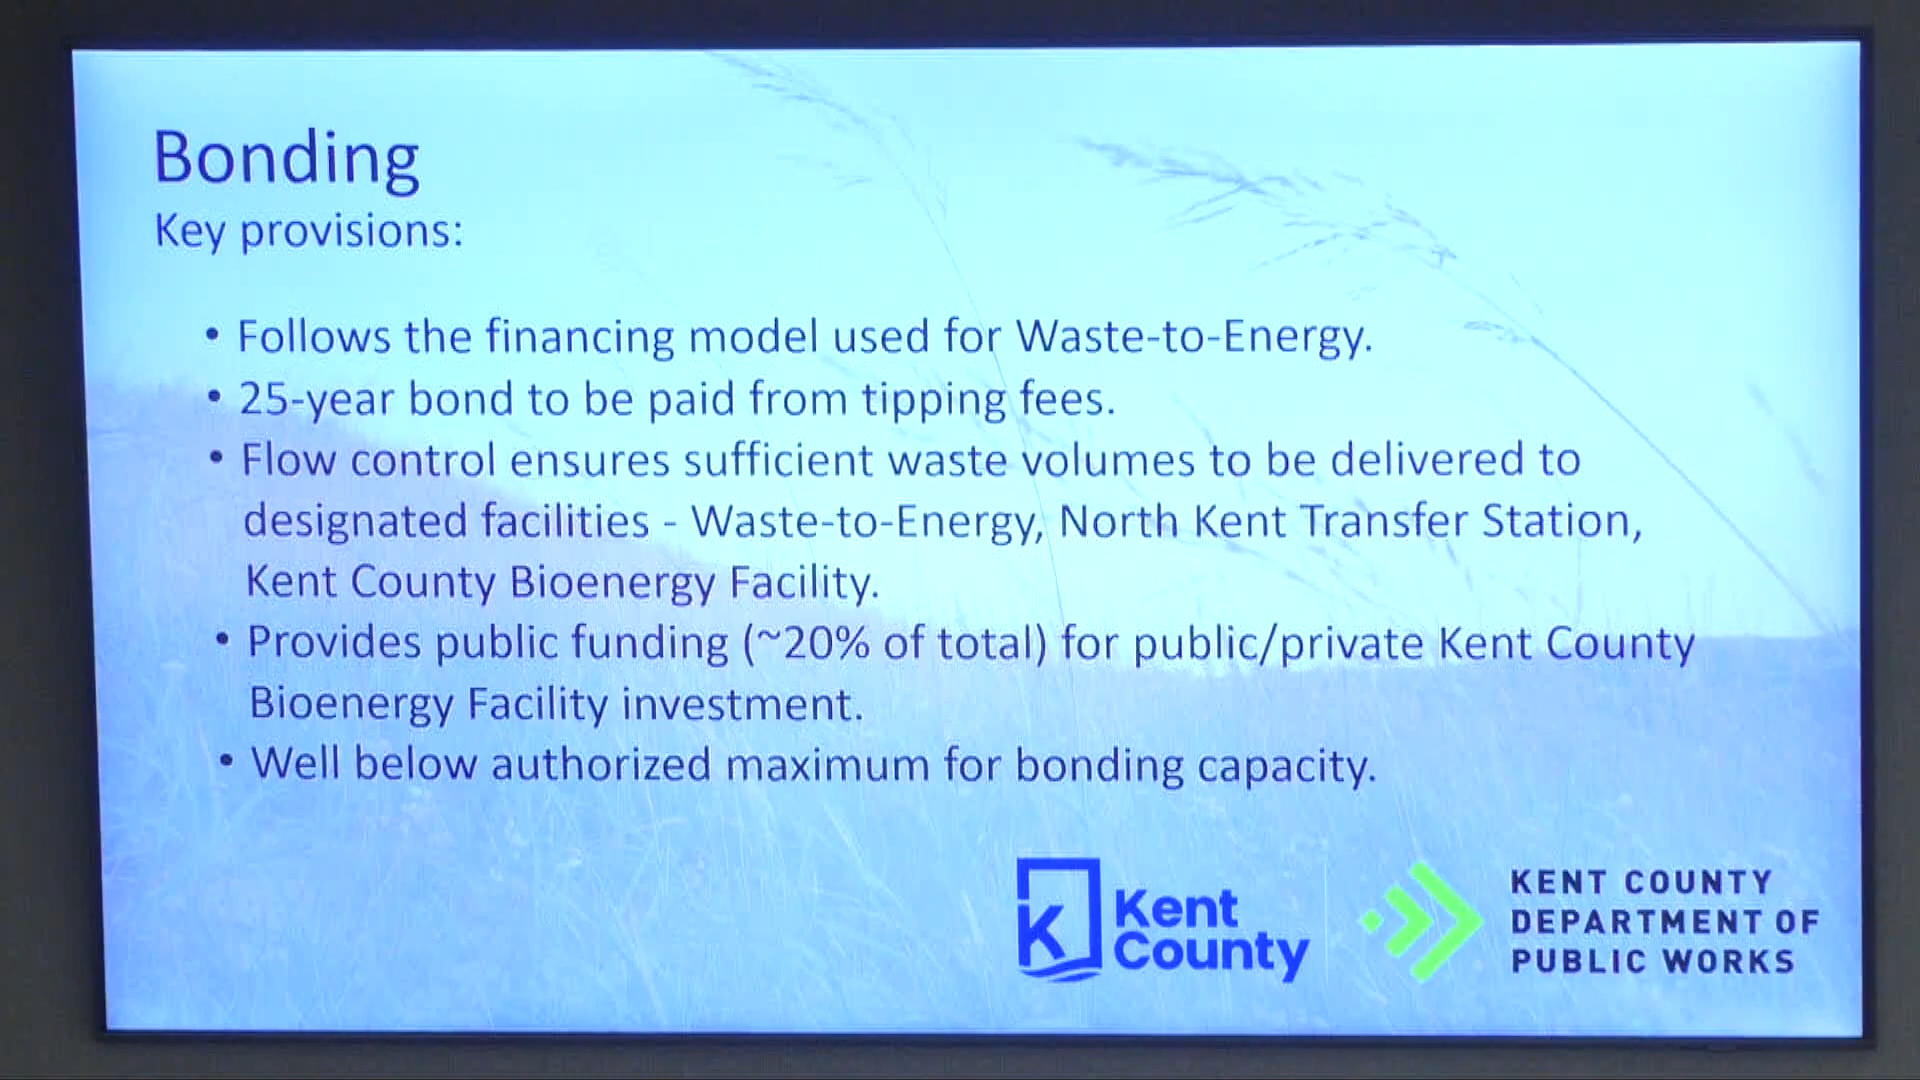 Bonding
Key provisions:
• Follows the financing model used for Waste-to-Energy.
• 25-year bond to be paid from tipping fees.
• Flow control ensures sufficient waste volumes to be delivered to
designated facilities - Waste-to-Energy, North Kent Transfer Station,
Kent County Bioenergy Facility.
• Provides public funding (~20% of total) for public/private Kent County
Bioenergy Facility investment.
• Well below authorized maximum for bonding capacity.
K
Kent
County
KENT COUNTY
DEPARTMENT OF
PUBLIC WORKS